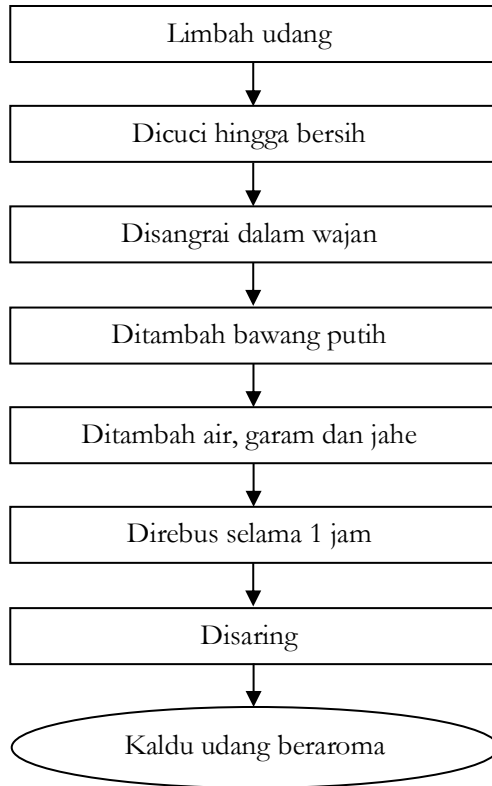 Limbah udang
Dicuci hingga bersih
Disangrai dalam wajan
Ditambah bawang putih
Ditambah air, garam dan jahe
Direbus selama 1 jam
Disaring
Kaldu udang beraroma